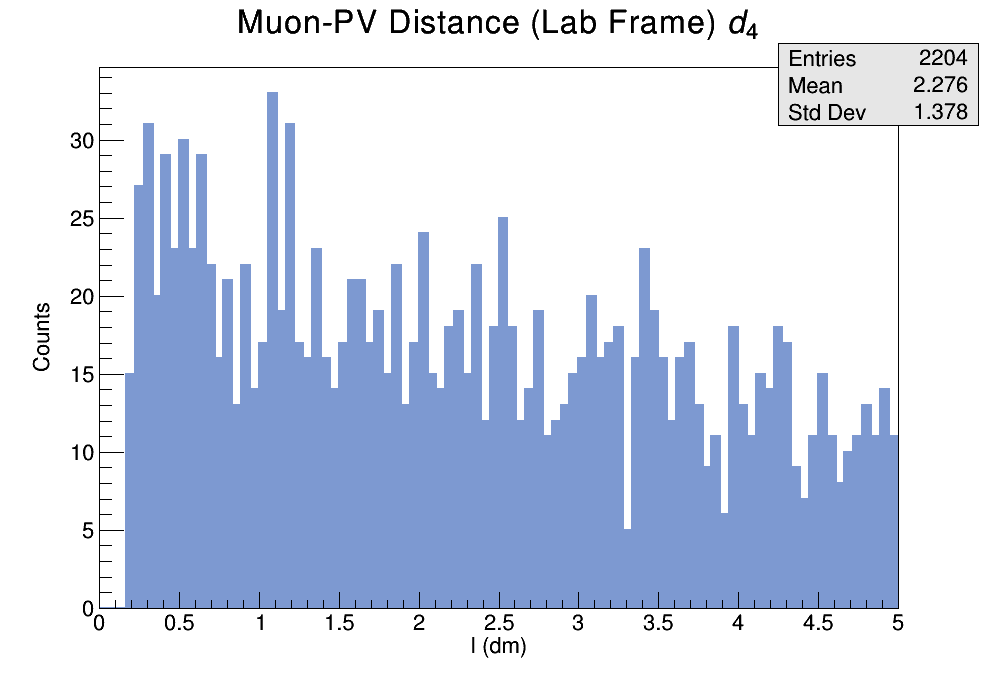 Muon-PV Distance (Lab Frame) d4
Entries 2204
Mean 2.276
Std Dev 1.378
Counts
30
25
20
15
10
5
0
0 0.5 1 1.5 2 2.5 3 3.5 4 4.5 5
l (dm)